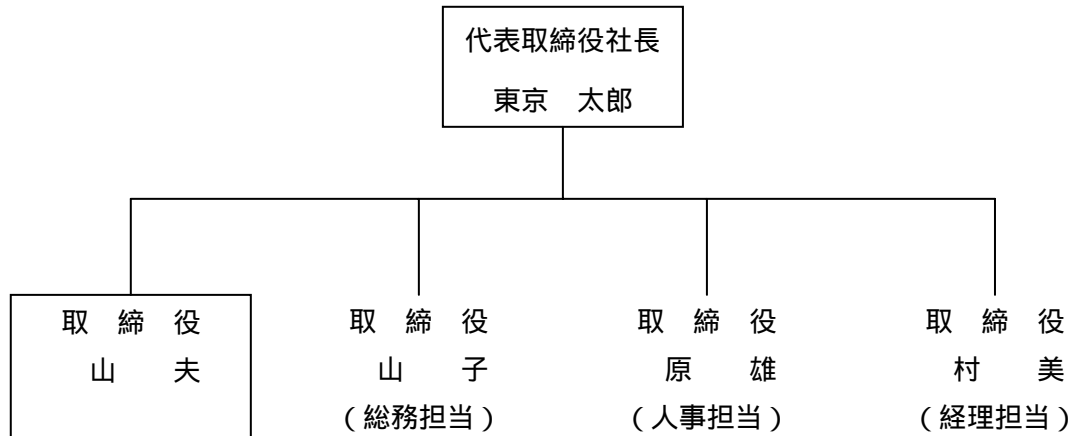 代表取締役社長
東京　太郎
取　締　役
山　　夫
取　締　役
山　　子
（総務担当）
取　締　役
原　　雄
（人事担当）
取　締　役
村　　美
（経理担当）